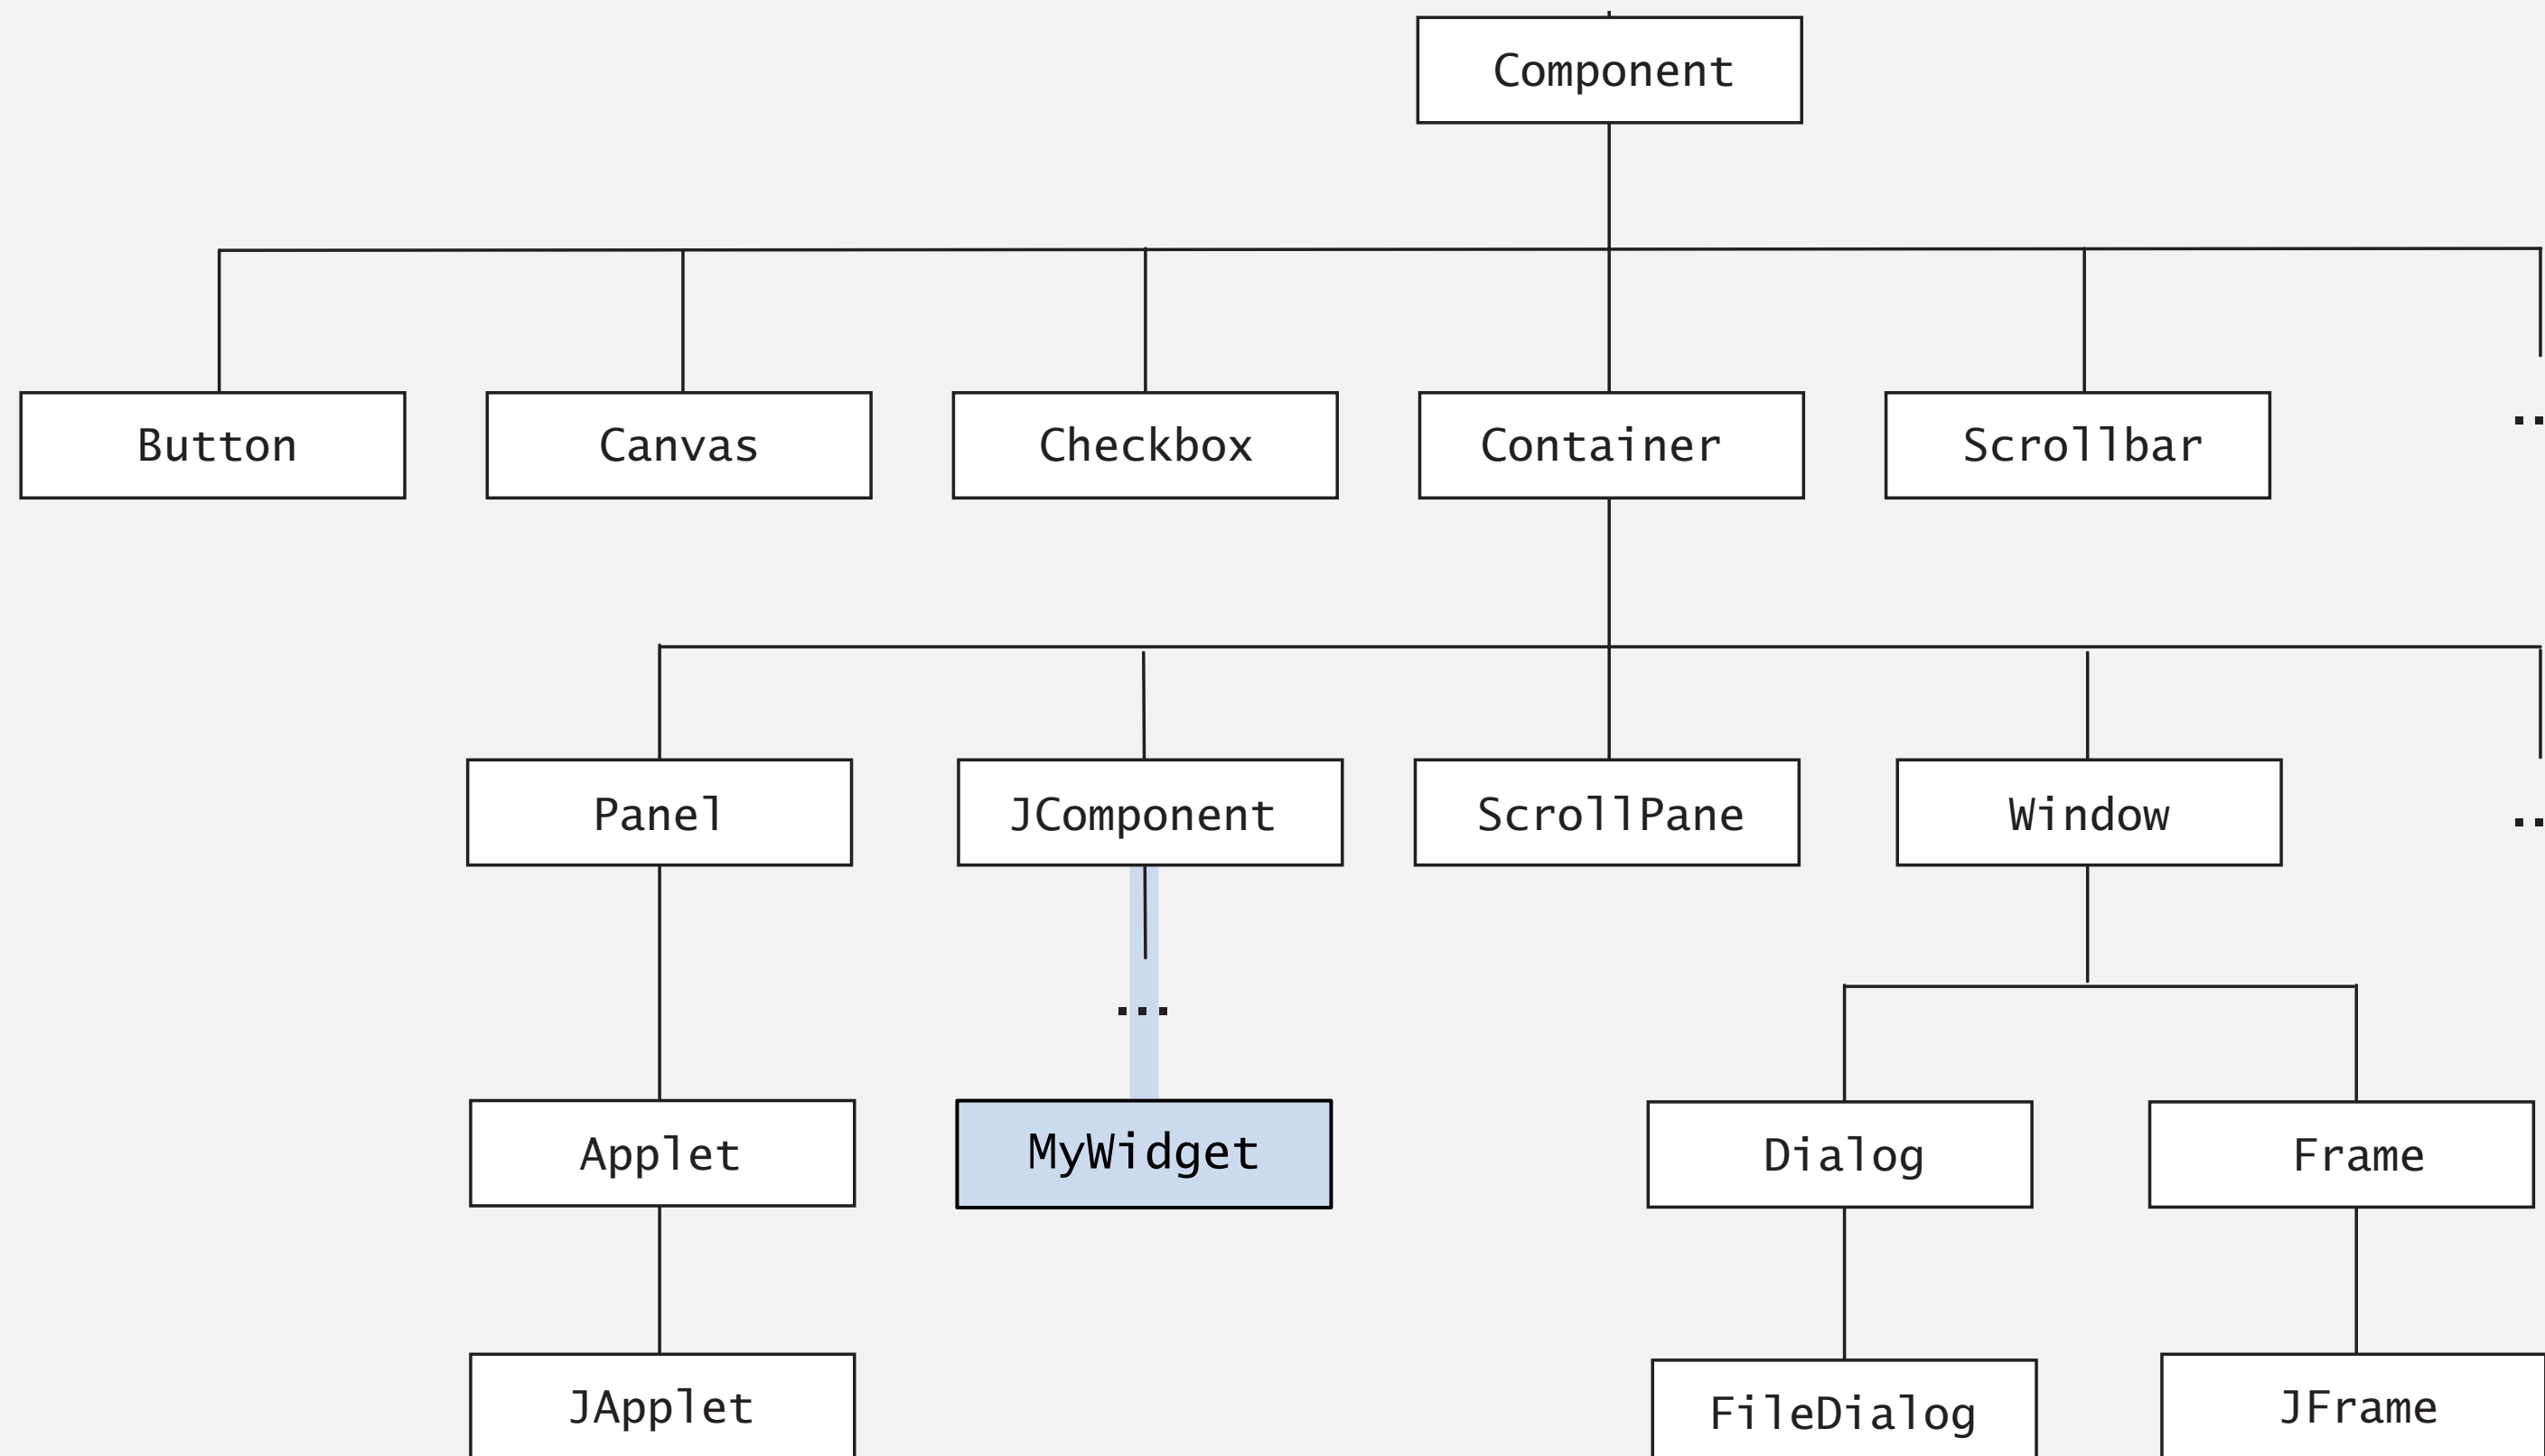 Component
Button
Canvas
Checkbox
Container
Scrollbar
..
Panel
JComponent
ScrollPane
Window
..
...
Applet
MyWidget
Dialog
Frame
JApplet
FileDialog
JFrame